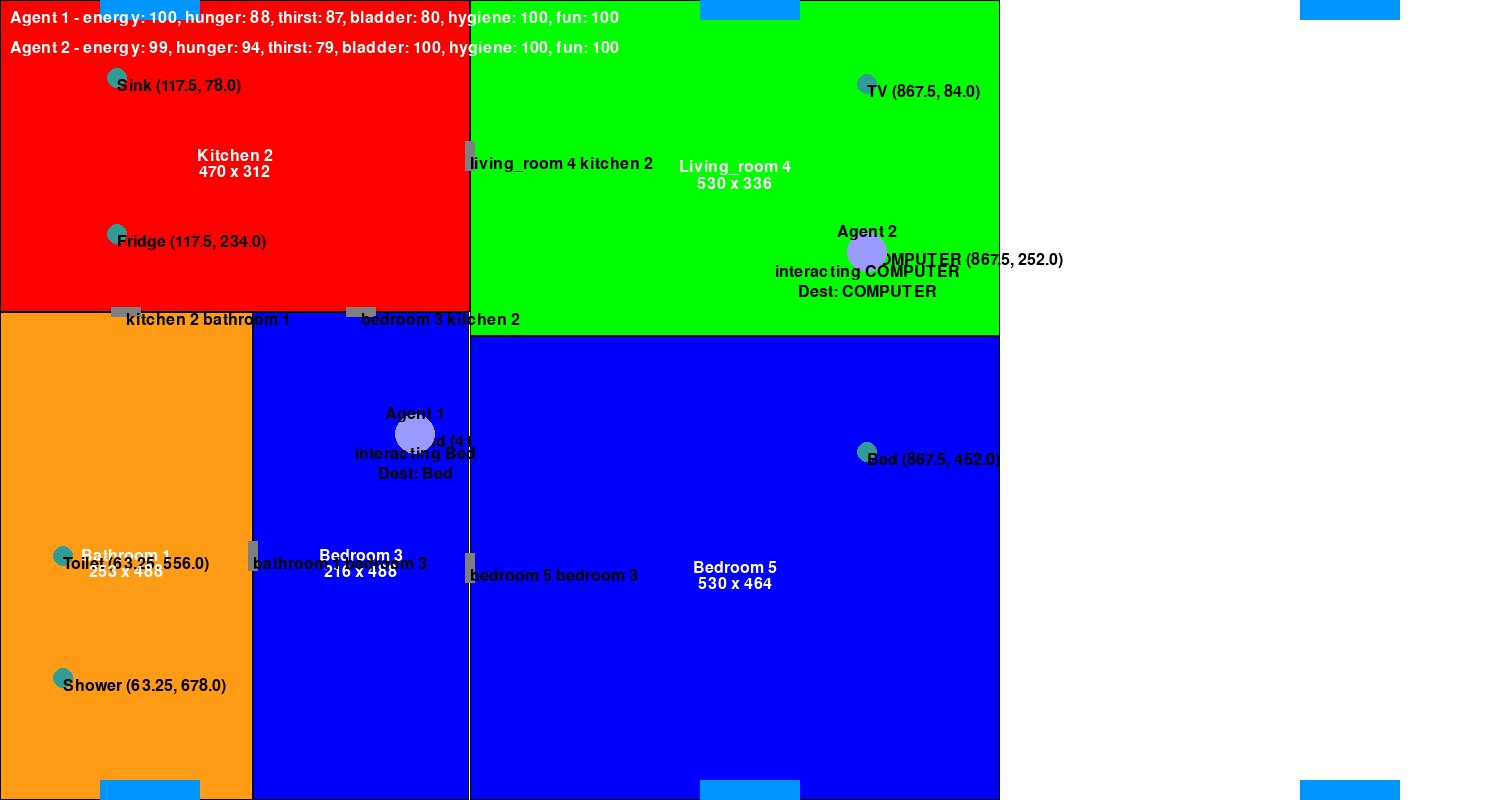 Agent 1 - energy: 100, hunger: 88, thirst: 87, bladder: 80, hygiene: 100, fun: 100
Agent 2 - energy: 99, hunger: 94, thirst: 79, bladder: 100, hygiene: 100, fun: 100
Sink (117.5, 78.0)
TV (867.5, 84.0)
Kitchen 2
470 x 312
living_room 4 kitchen 2
Living_room 4
530 x 336
Fridge (117.5, 234.0)
Agent 2
OMPUTER (867.5, 252.0)
interacting COMPUTER
Dest: COMPUTER
kitchen 2 bathroom 1
bedroom 3 kitchen 2
Agent 1
d (41
interacting Bed
Dest: Bed
Bed (867.5, 452.0)
Bathroom 1
253 x 488
Toilet (63.25, 556.0)
bathroom 1 bedroom 3
Bedroom 3
216 x 488
bedroom 5 bedroom 3
Bedroom 5
530 x 464
Shower (63.25, 678.0)